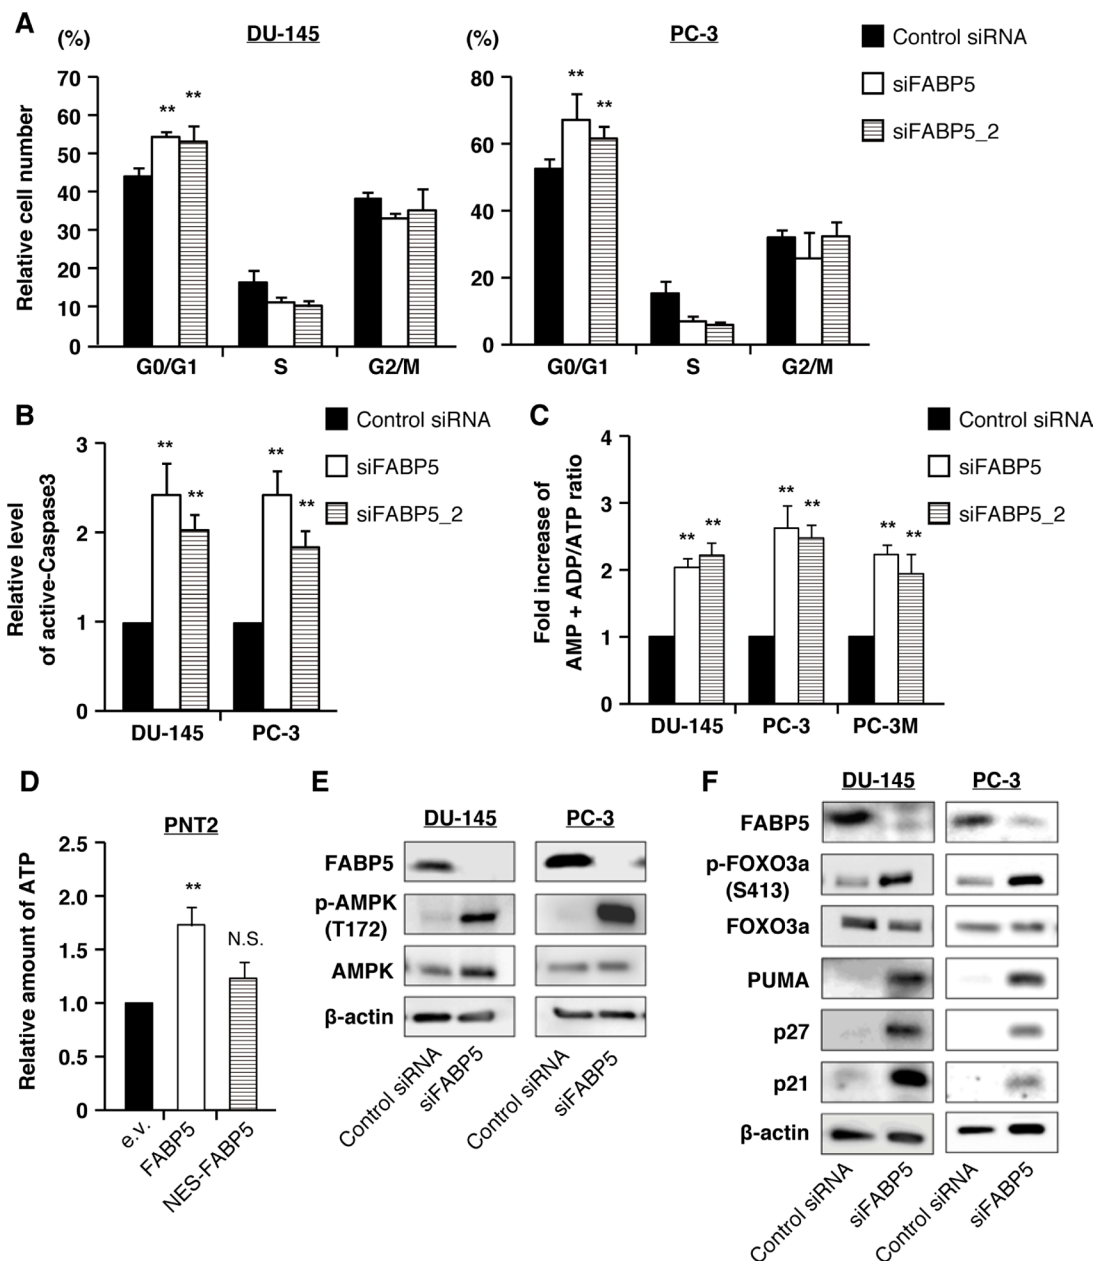 A
(%)
DU-145
(%)
PC-3
Control siRNA
siFABP5
siFABP5_2
Relative cell number
70
60
50
40
30
20
10
0
**
**
G0/G1
S
G2/M
80
60
40
20
0
**
**
G0/G1
S
G2/M
B
Control siRNA
siFABP5
siFABP5_2
Relative level
of active-Caspase3
3
2
1
0
**
**
**
**
DU-145
PC-3
C
Control siRNA
siFABP5
siFABP5_2
Fold increase of
AMP + ADP/ATP ratio
4
3
2
1
0
**
**
**
**
**
**
DU-145
PC-3
PC-3M
D
PNT2
Relative amount of ATP
2.5
2.0
1.5
1.0
0.5
0
**
N.S.
e.v.
FABP5
NES-FABP5
E
DU-145
PC-3
FABP5
p-AMPK
(T172)
AMPK
β-actin
Control siRNA
siFABP5
Control siRNA
siFABP5
F
DU-145
PC-3
FABP5
p-FOXO3a
(S413)
FOXO3a
PUMA
p27
p21
β-actin
Control siRNA
siFABP5
Control siRNA
siFABP5